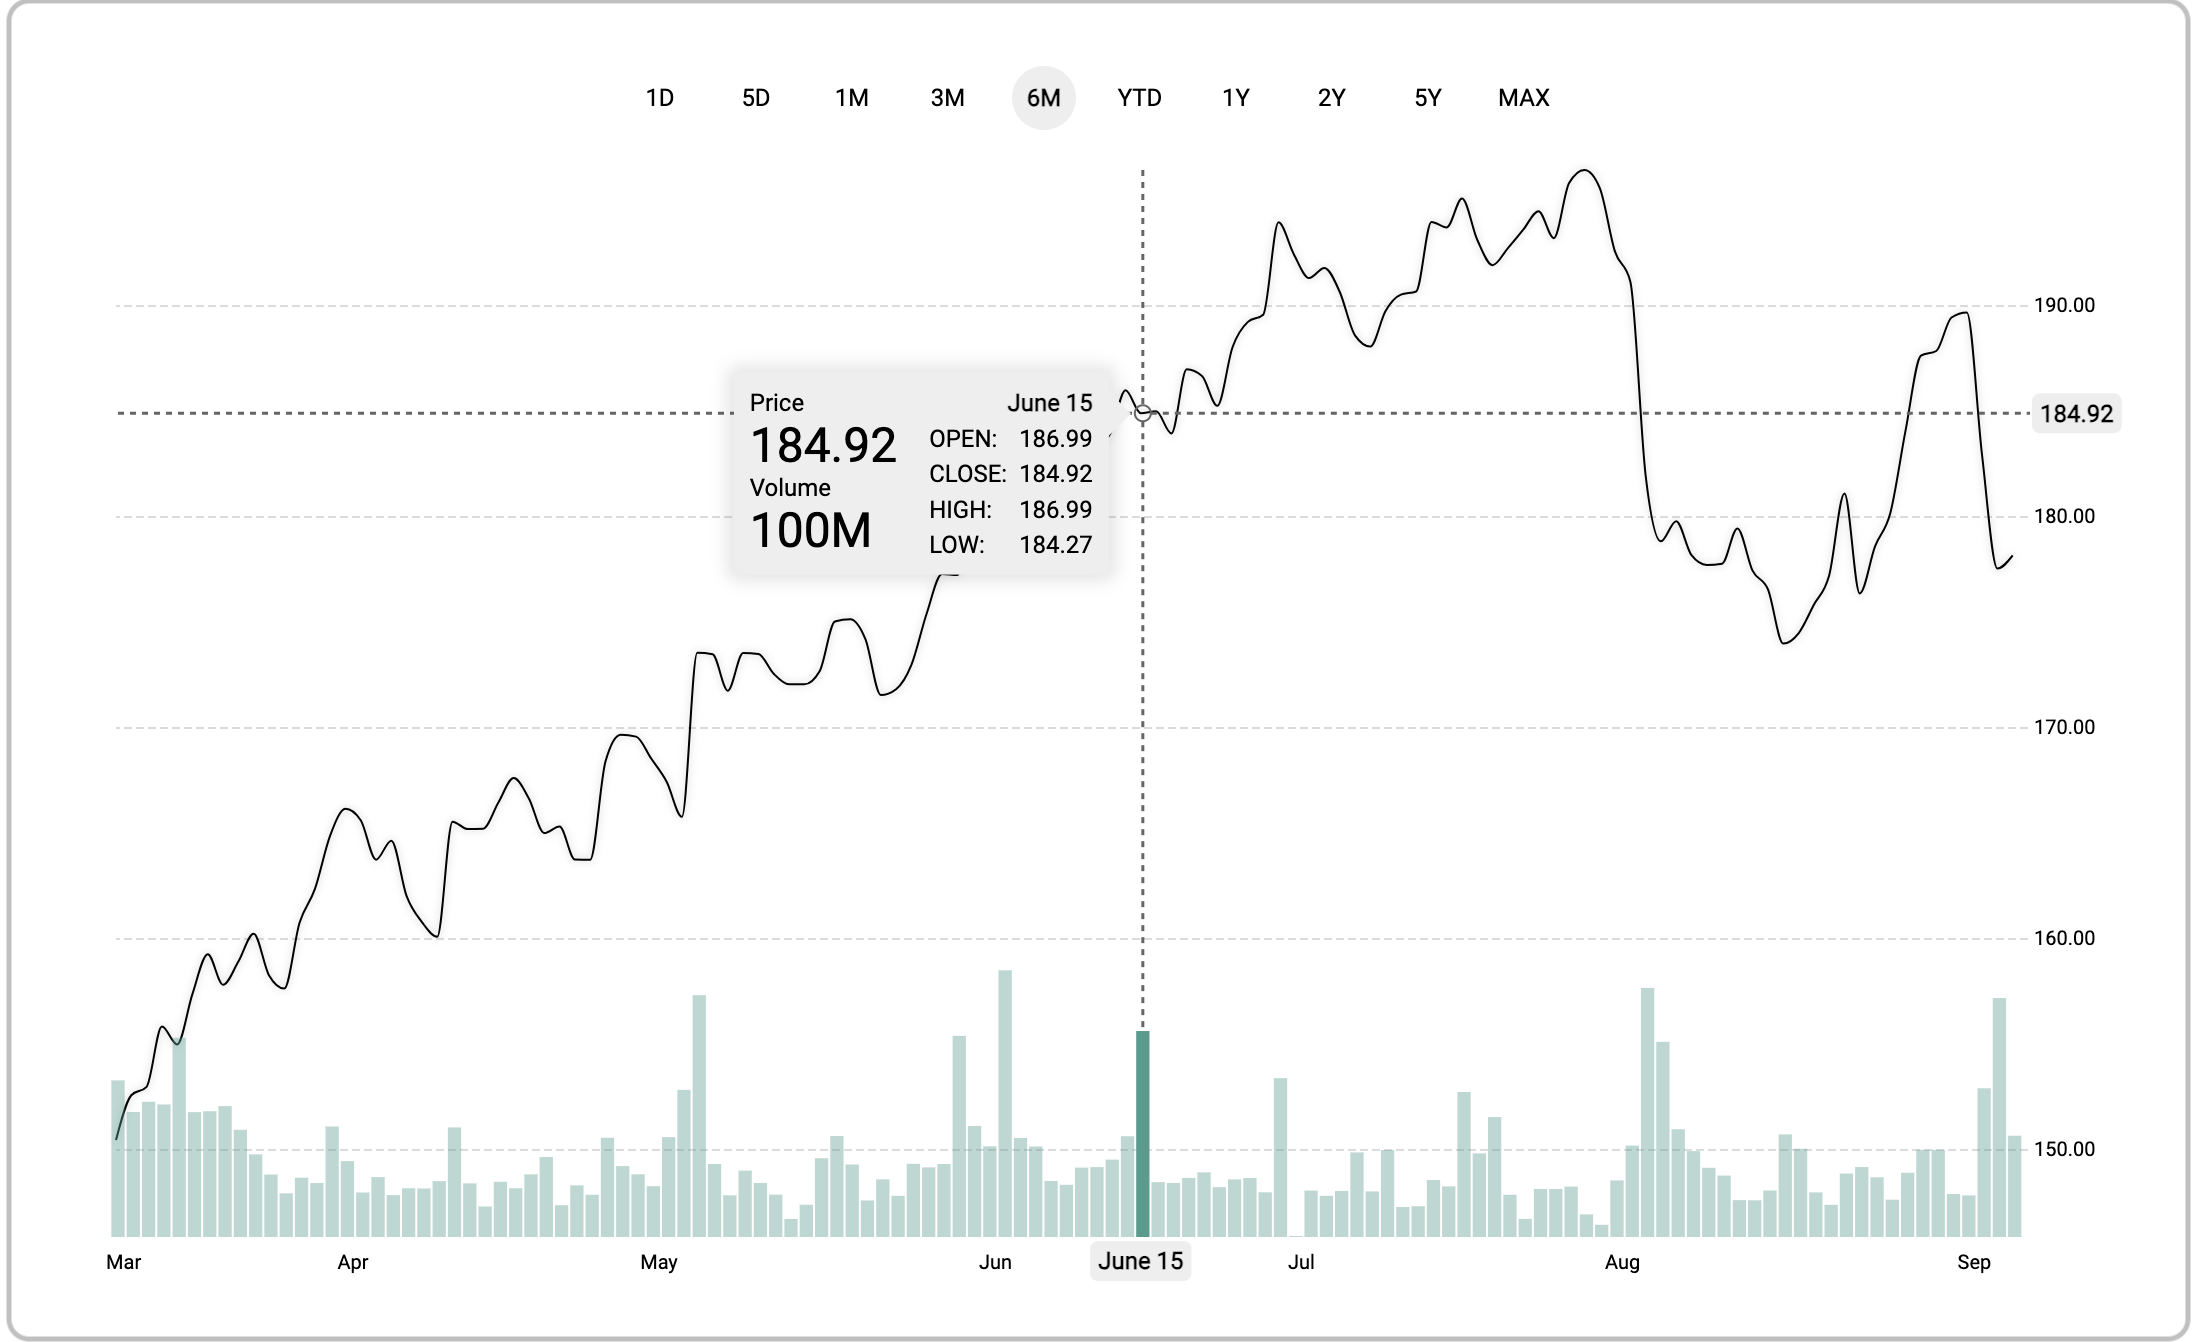 1D 5D 1M 3M 6M YTD 1Y 2Y 5Y MAX
190.00
Price June 15
184.92
OPEN: 186.99
CLOSE: 184.92
Volume
100M
HIGH: 186.99
LOW: 184.27
184.92
180.00
170.00
160.00
150.00
Mar Apr May Jun June 15 Jul Aug Sep